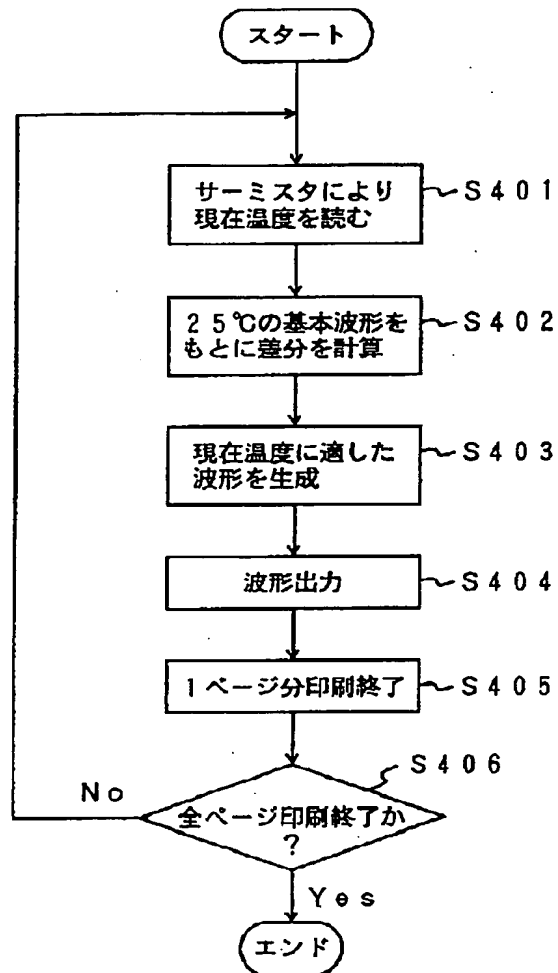 スタート
サーミスタにより
現在温度を読む
S401
25℃の基本波形を
もとに差分を計算
S402
現在温度に適した
波形を生成
S403
波形出力
S404
1ページ分印刷終了
S405
S406
No
全ページ印刷終了か
?
Yes
エンド